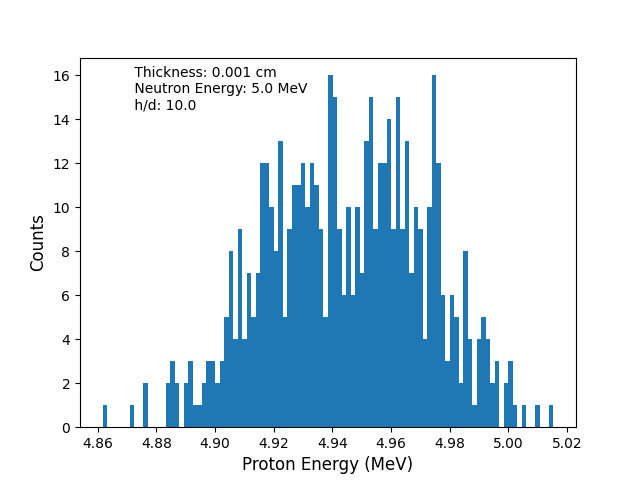 Thickness: 0.001 cm
Neutron Energy: 5.0 MeV
h/d: 10.0
16
14
12
10
8
6
4
2
0
Counts
4.86 4.88 4.90 4.92 4.94 4.96 4.98 5.00 5.02
Proton Energy (MeV)